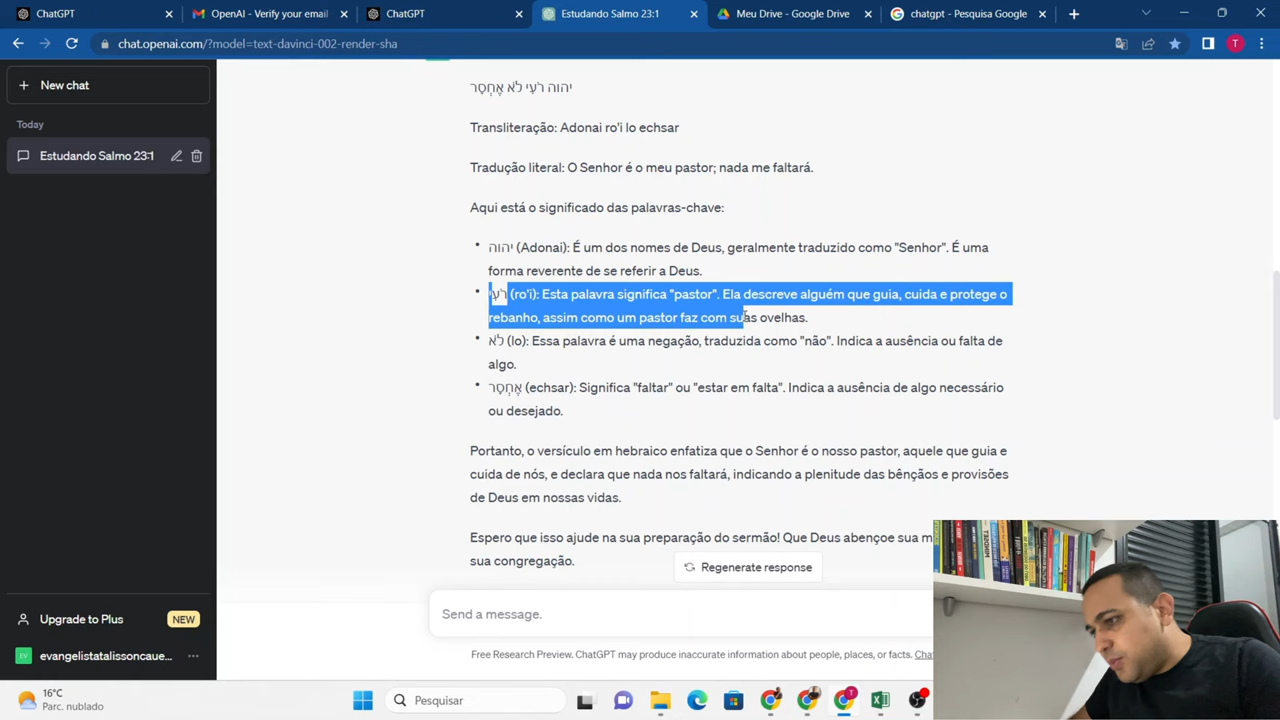 ChatGPT
OpenAI - Verify your email
ChatGPT
Estudando Salmo 23:1
Meu Drive - Google Drive
chatgpt - Pesquisa Google
chat.openai.com/?model=text-davinci-002-render-sha
T
New chat
Today
Estudando Salmo 23:1
יהוה רֹעִי לֹא אֶחְסָר
Transliteração: Adonai ro'i lo echsar
Tradução literal: O Senhor é o meu pastor; nada me faltará.
Aqui está o significado das palavras-chave:
• יהוה (Adonai): É um dos nomes de Deus, geralmente traduzido como "Senhor". É uma
forma reverente de se referir a Deus.
• רֹעִי (ro'i): Esta palavra significa "pastor". Ela descreve alguém que guia, cuida e protege o
rebanho, assim como um pastor faz com suas ovelhas.
• לֹא (lo): Essa palavra é uma negação, traduzida como "não". Indica a ausência ou falta de
algo.
• אֶחְסָר (echsar): Significa "faltar" ou "estar em falta". Indica a ausência de algo necessário
ou desejado.
Portanto, o versículo em hebraico enfatiza que o Senhor é o nosso pastor, aquele que guia e
cuida de nós, e declara que nada nos faltará, indicando a plenitude das bênçãos e provisões
de Deus em nossas vidas.
Espero que isso ajude na sua preparação do sermão! Que Deus abençoe sua
sua congregação.
Regenerate response
Send a message.
Free Research Preview. ChatGPT may produce inaccurate information about people, places, or facts.
Upgrade to Plus
NEW
evangelistatalissoncaue...
16°C
Parc. nublado
Pesquisar